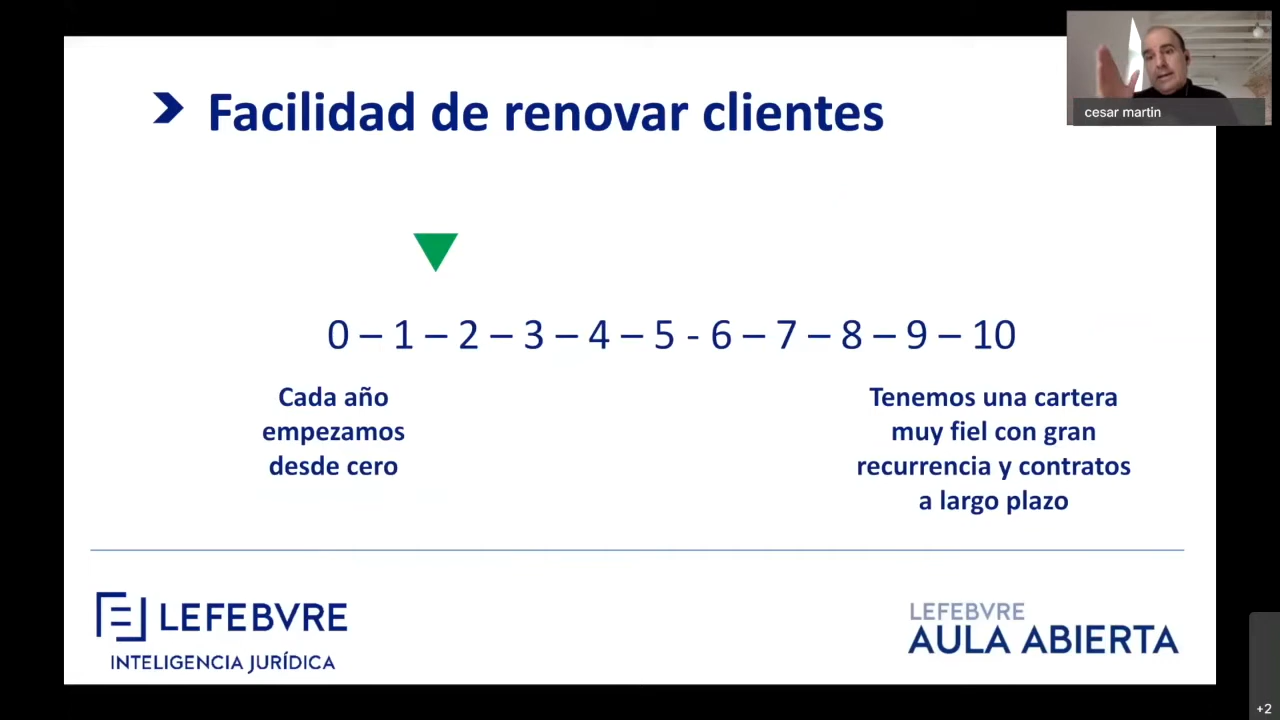 Facilidad de renovar clientes
cesar martin
0 – 1 – 2 – 3 – 4 – 5 - 6 – 7 – 8 – 9 – 10
Cada año
empezamos
desde cero
Tenemos una cartera
muy fiel con gran
recurrencia y contratos
a largo plazo
LEFEBVRE
INTELIGENCIA JURÍDICA
LEFEBVRE
AULA ABIERTA
+2